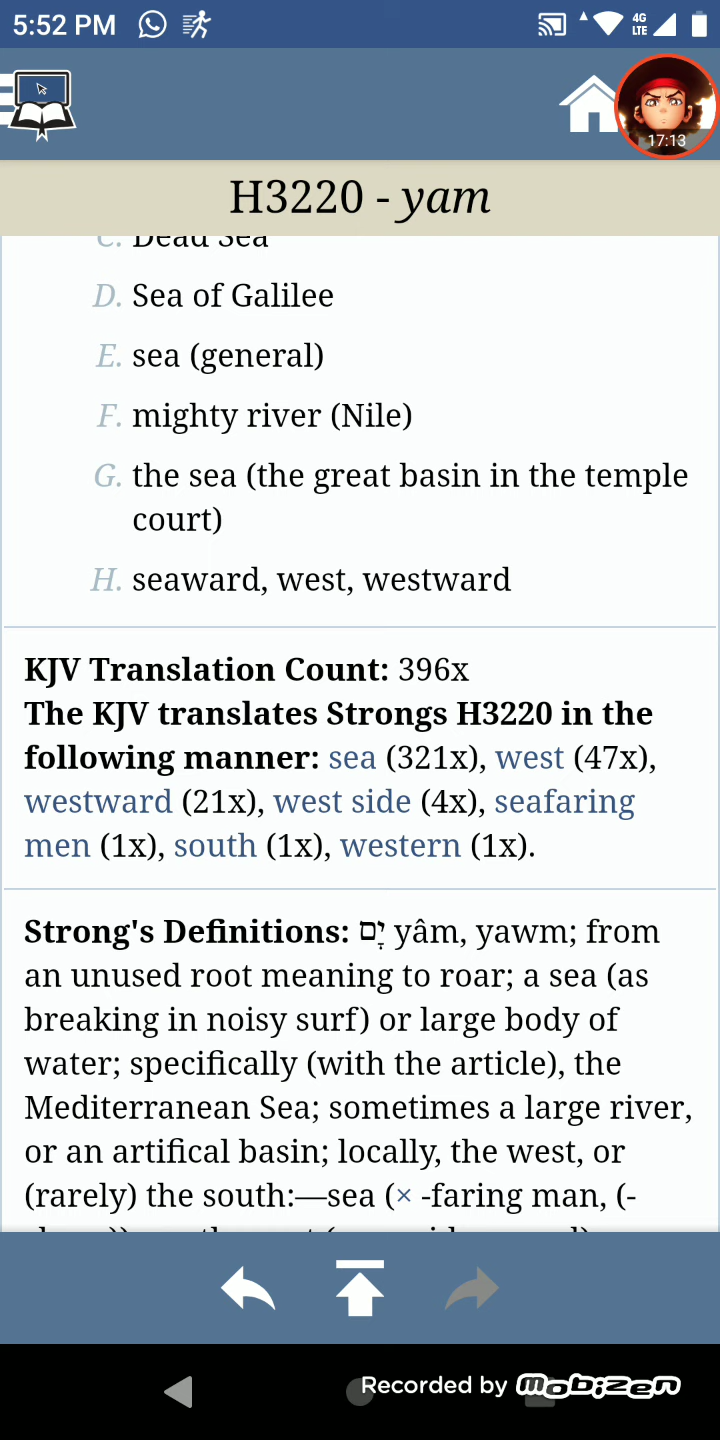 5:52 PM
4G
LTE
17:13
H3220 - yam
C. Dead Sea
D. Sea of Galilee
E. sea (general)
F. mighty river (Nile)
G. the sea (the great basin in the temple
court)
H. seaward, west, westward
KJV Translation Count: 396x
The KJV translates Strongs H3220 in the
following manner: sea (321x), west (47x),
westward (21x), west side (4x), seafaring
men (1x), south (1x), western (1x).
Strong's Definitions: יָם yâm, yawm; from
an unused root meaning to roar; a sea (as
breaking in noisy surf) or large body of
water; specifically (with the article), the
Mediterranean Sea; sometimes a large river,
or an artifical basin; locally, the west, or
(rarely) the south:—sea (× -faring man, (-
Recorded by mobizen